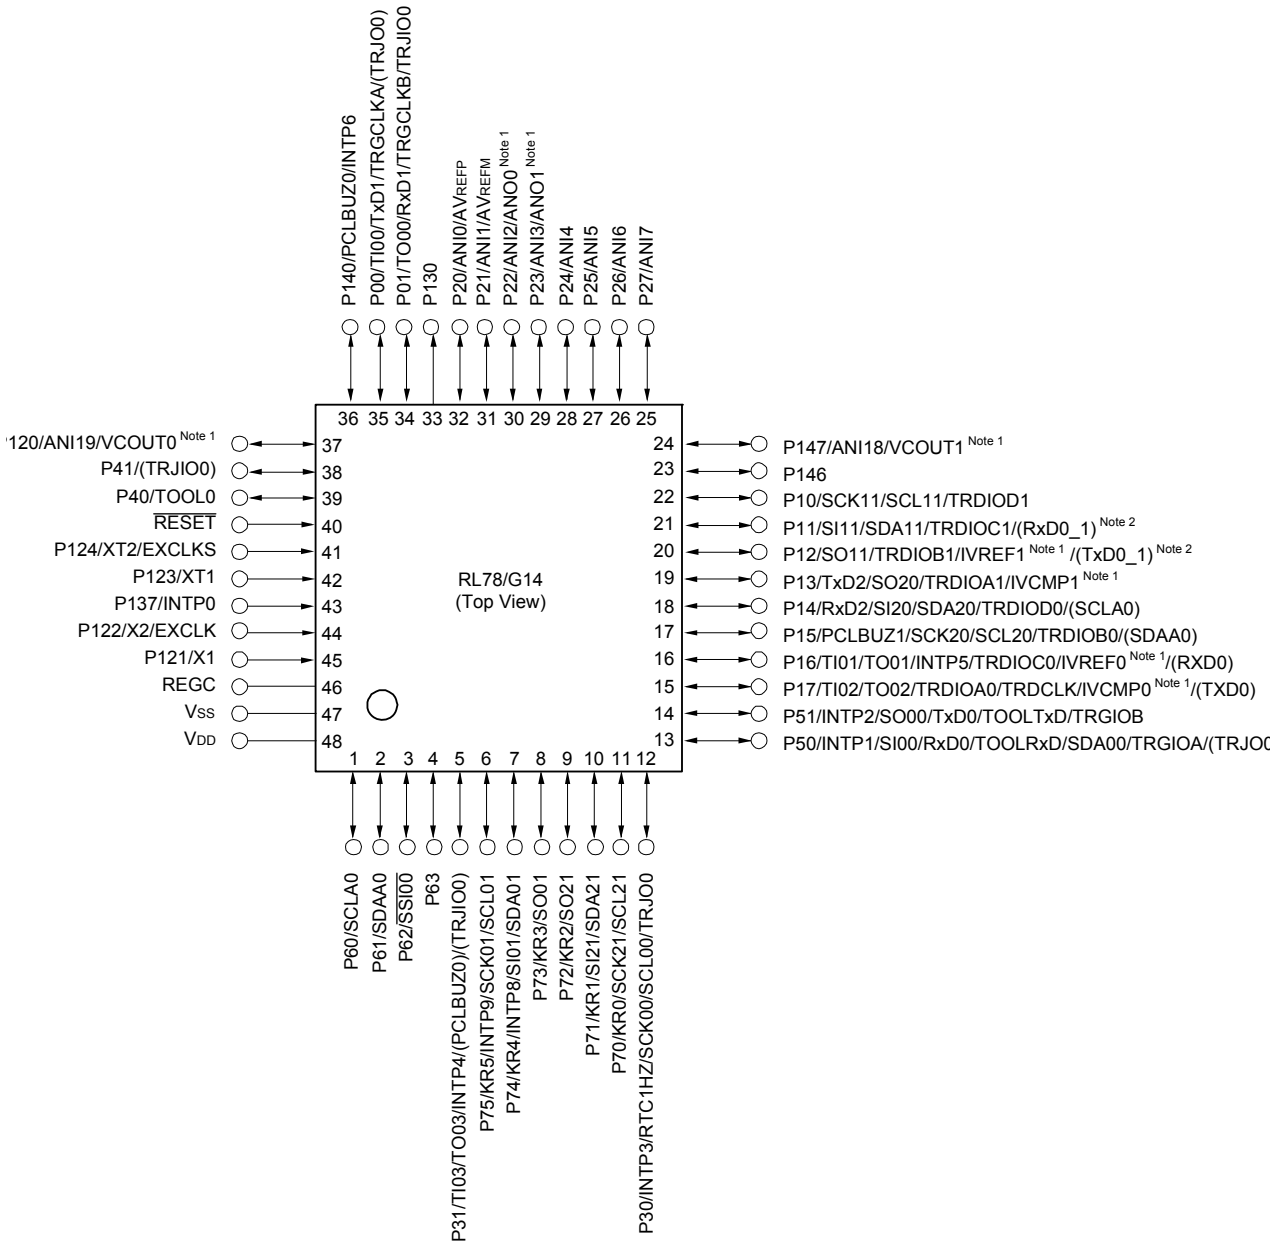 P140/PCLBUZ0/INTP6
P00/TI00/TxD1/TRGCLKA/(TRJO0)
P01/TO00/RxD1/TRGCLKB/TRJIO0
P130
P20/ANI0/AVREFP
P21/ANI1/AVREFM
P22/ANI2/ANO0 Note 1
P23/ANI3/ANO1 Note 1
P24/ANI4
P25/ANI5
P26/ANI6
P27/ANI7
36 35 34 33 32 31 30 29 28 27 26 25
120/ANI19/VCOUT0 Note 1 37
P41/(TRJIO0) 38
P40/TOOL0 39
RESET 40
P124/XT2/EXCLKS 41
P123/XT1 42
P137/INTP0 43
P122/X2/EXCLK 44
P121/X1 45
REGC 46
VSS 47
VDD 48
RL78/G14
(Top View)
24 P147/ANI18/VCOUT1 Note 1
23 P146
22 P10/SCK11/SCL11/TRDIOD1
21 P11/SI11/SDA11/TRDIOC1/(RxD0_1) Note 2
20 P12/SO11/TRDIOB1/IVREF1 Note 1 /(TxD0_1) Note 2
19 P13/TxD2/SO20/TRDIOA1/IVCMP1 Note 1
18 P14/RxD2/SI20/SDA20/TRDIOD0/(SCLA0)
17 P15/PCLBUZ1/SCK20/SCL20/TRDIOB0/(SDAA0)
16 P16/TI01/TO01/INTP5/TRDIOC0/IVREF0 Note 1/(RXD0)
15 P17/TI02/TO02/TRDIOA0/TRDCLK/IVCMP0 Note 1/(TXD0)
14 P51/INTP2/SO00/TxD0/TOOLTxD/TRGIOB
13 P50/INTP1/SI00/RxD0/TOOLRxD/SDA00/TRGIOA/(TRJO0
1 2 3 4 5 6 7 8 9 10 11 12
P60/SCLA0
P61/SDAA0
P62/SSI00
P63
P31/TI03/TO03/INTP4/(PCLBUZ0)/(TRJIO0)
P75/KR5/INTP9/SCK01/SCL01
P74/KR4/INTP8/SI01/SDA01
P73/KR3/SO01
P72/KR2/SO21
P71/KR1/SI21/SDA21
P70/KR0/SCK21/SCL21
P30/INTP3/RTC1HZ/SCK00/SCL00/TRJO0